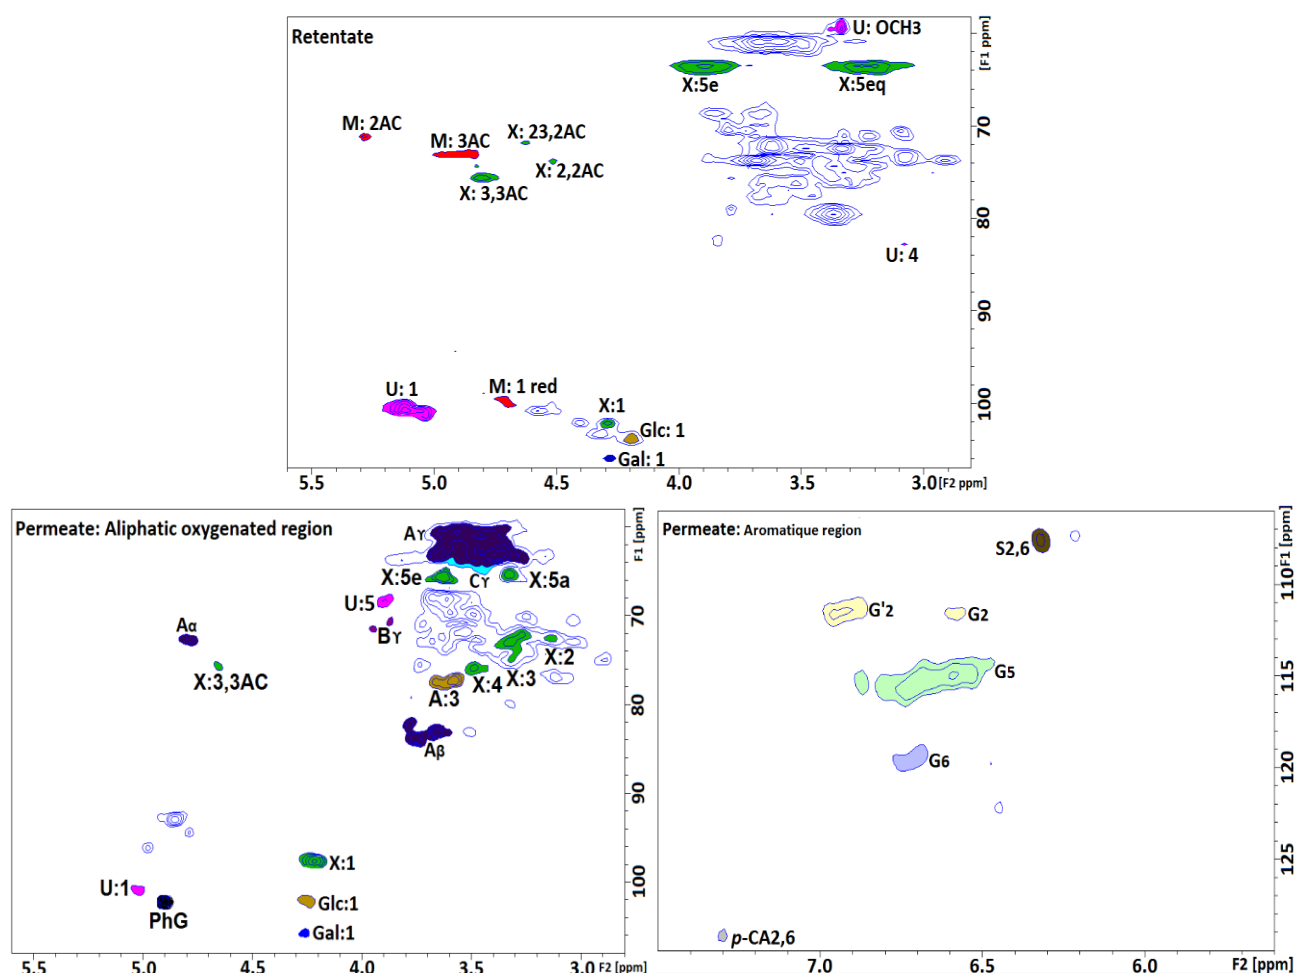 Retentate
U: OCH3
[F1 ppm]
X:5e
X:5eq
M: 2AC
M: 3AC
X: 23,2AC
X: 2,2AC
X: 3,3AC
70
80
U: 4
90
U: 1
M: 1 red
X:1
Glc: 1
Gal: 1
100
5.5
5.0
4.5
4.0
3.5
3.0[F2 ppm]
Permeate: Aliphatic oxygenated region
Aγ
F1 [ppm]
X:5e
Cγ
X:5a
U:5
Bγ
70
Aα
X:2
X:3,3AC
X:3
X:4
A:3
80
Aβ
90
X:1
U:1
PhG
Glc:1
Gal:1
100
5.5
5.0
4.5
4.0
3.5
3.0 F2 [ppm]
Permeate: Aromatique region
F1 [ppm]
S2,6
110
G'2
G2
G5
115
G6
120
125
p-CA2,6
7.0
6.5
6.0
F2 [ppm]